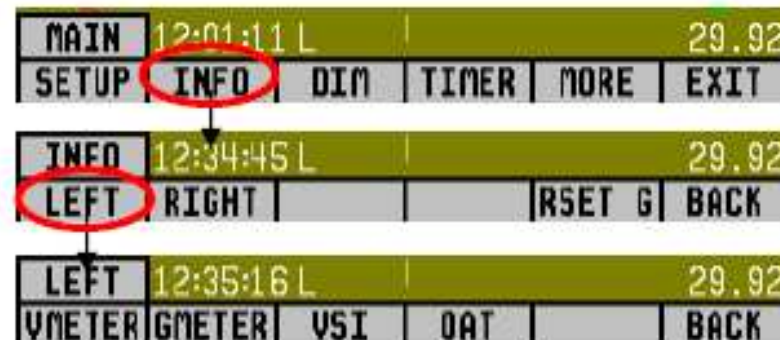 MAIN 12:01:11 L 29.92
SETUP INFO DIM TIMER MORE EXIT
INFO 12:34:45 L 29.92
LEFT RIGHT RSET G BACK
LEFT 12:35:16 L 29.92
VMETER GMETER VSI OAT BACK